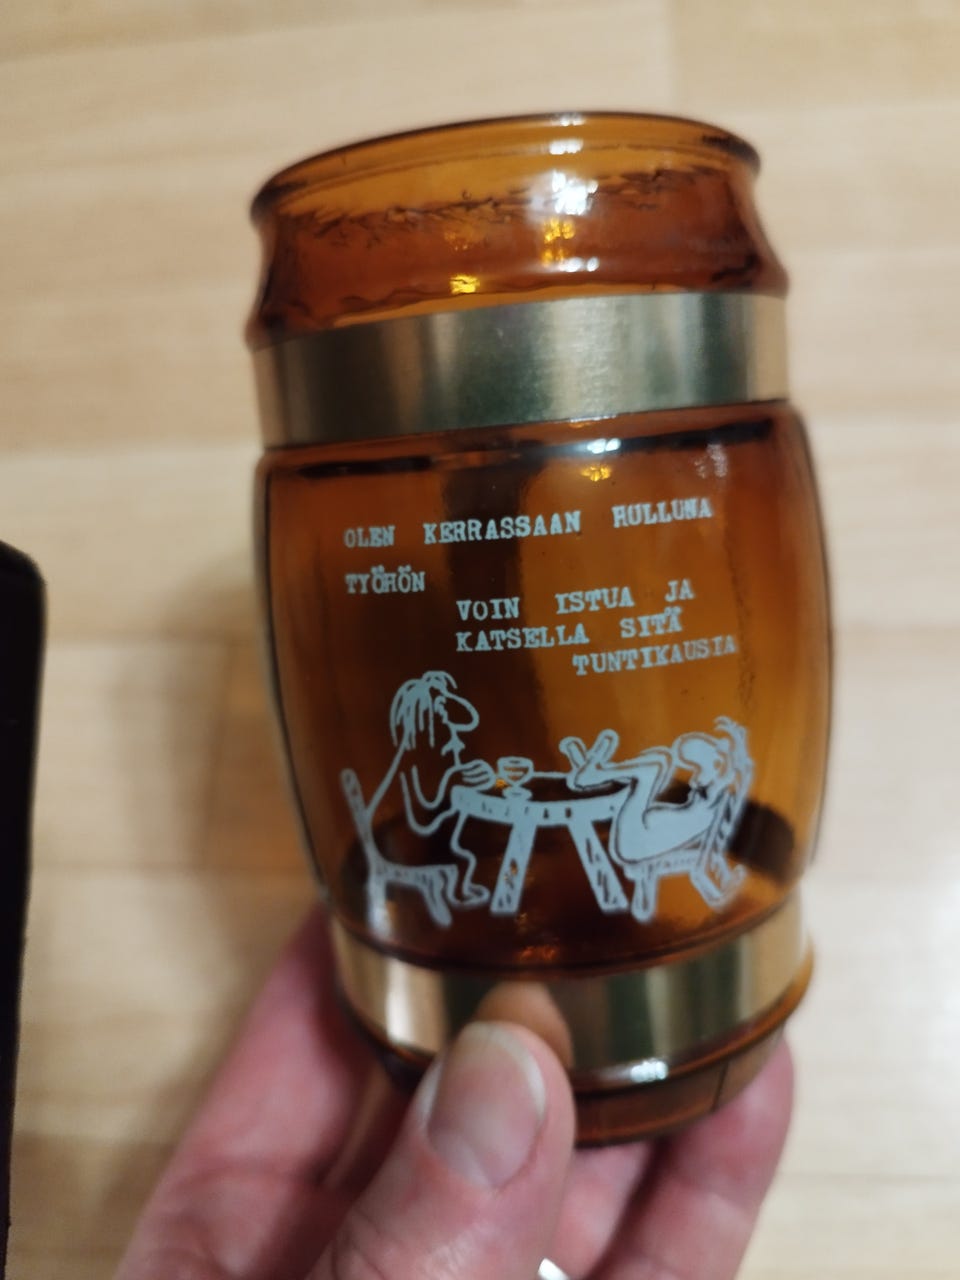 OLEN KERRASSAAN HULLUNA
TYÖHÖN
VOIN ISTUA JA
KATSELLA SITÄ
TUNTIKAUSIA